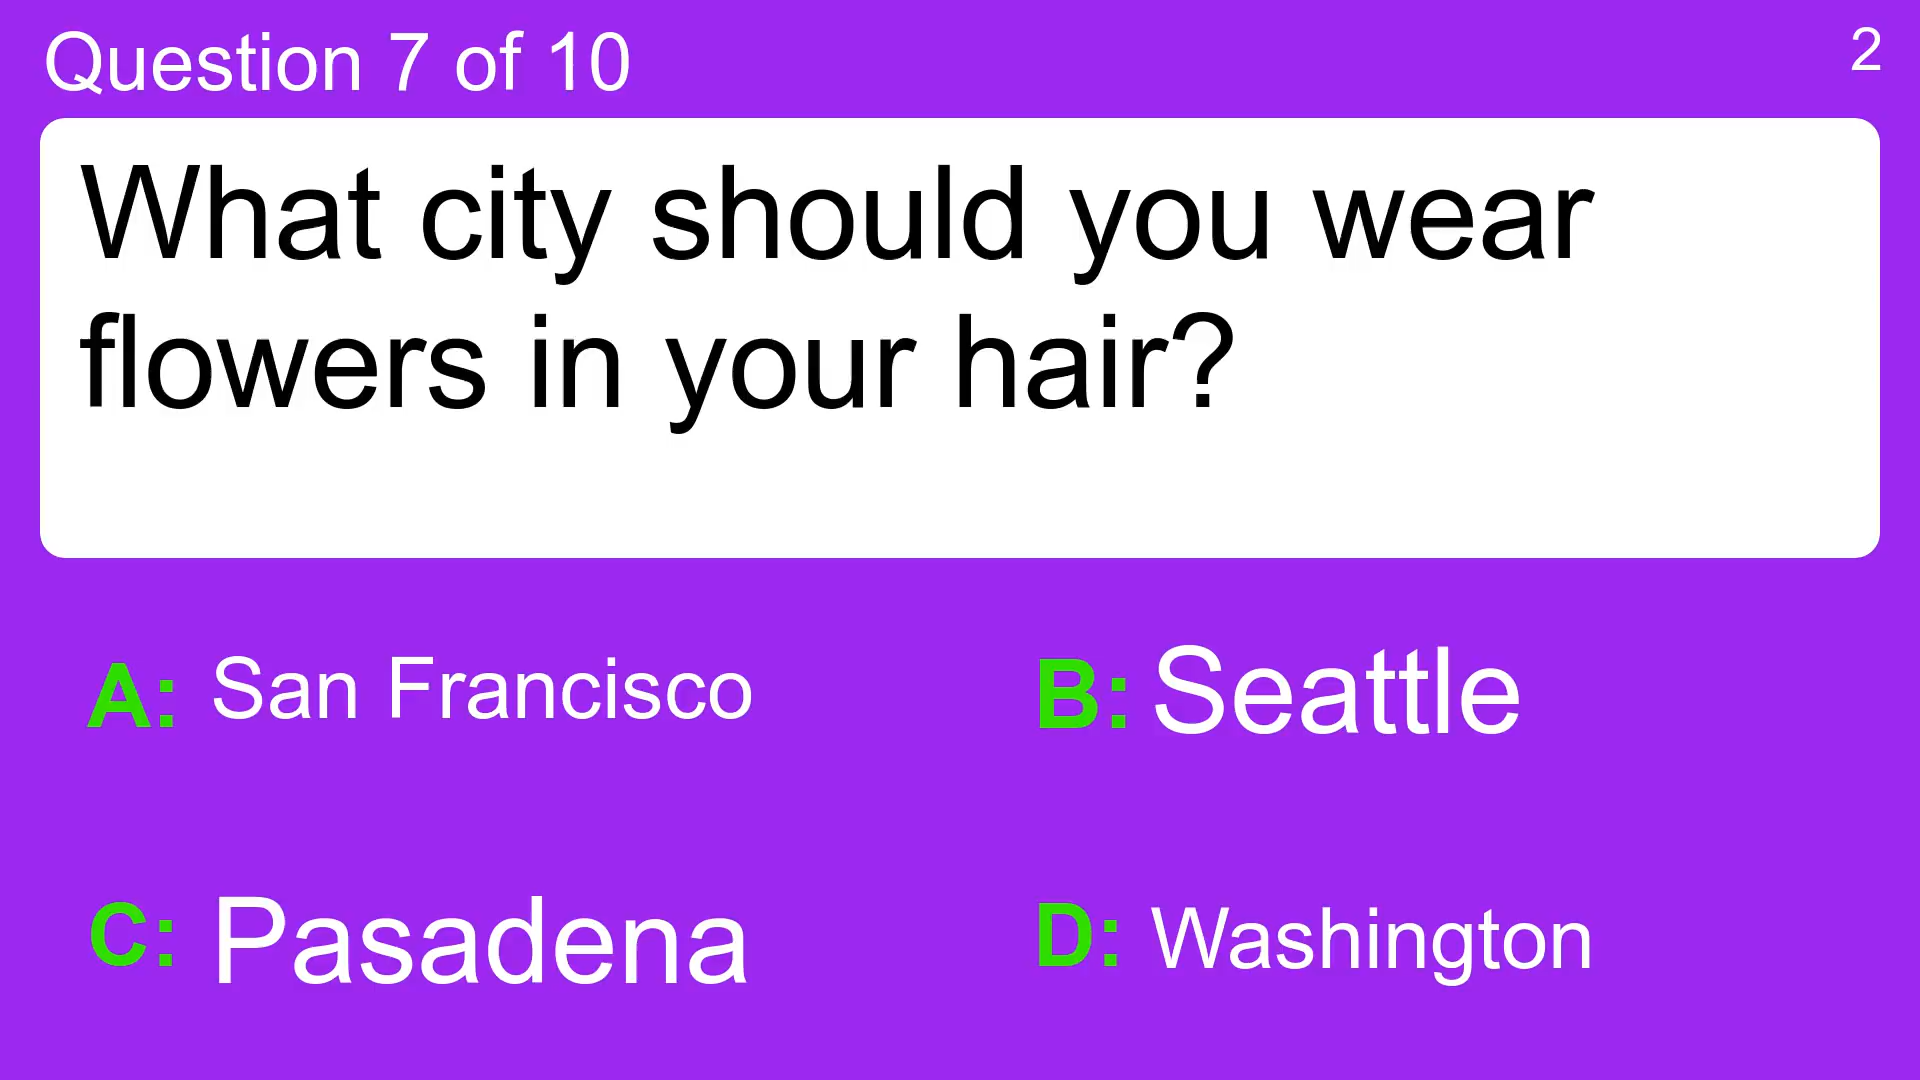 Question 7 of 10
2
What city should you wear
flowers in your hair?
A: San Francisco
B: Seattle
C: Pasadena
D: Washington